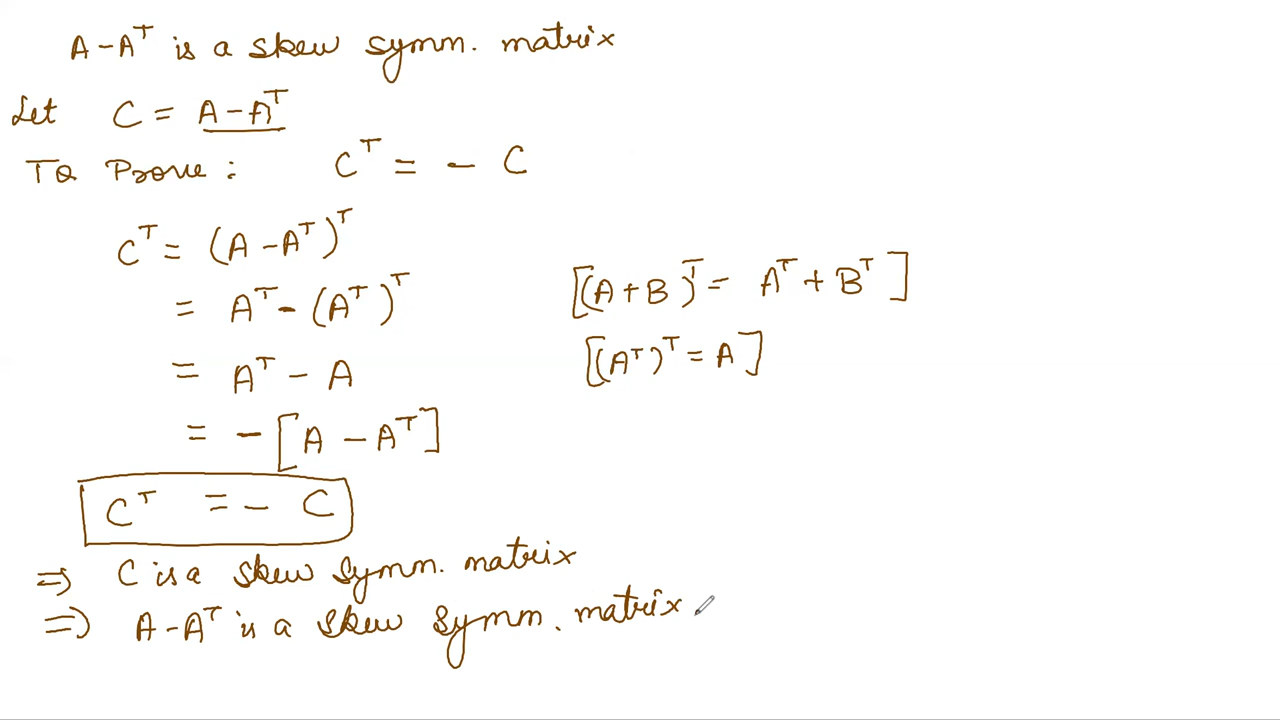 A - Aᵀ is a skew symm. matrix
Let C = A - Aᵀ
To Prove : Cᵀ = - C
Cᵀ = (A - Aᵀ)ᵀ
= Aᵀ - (Aᵀ)ᵀ [(A + B)ᵀ = Aᵀ + Bᵀ]
= Aᵀ - A [(Aᵀ)ᵀ = A]
= - [A - Aᵀ]
Cᵀ = - C
⇒ C is a skew symm. matrix
⇒ A - Aᵀ is a skew symm. matrix